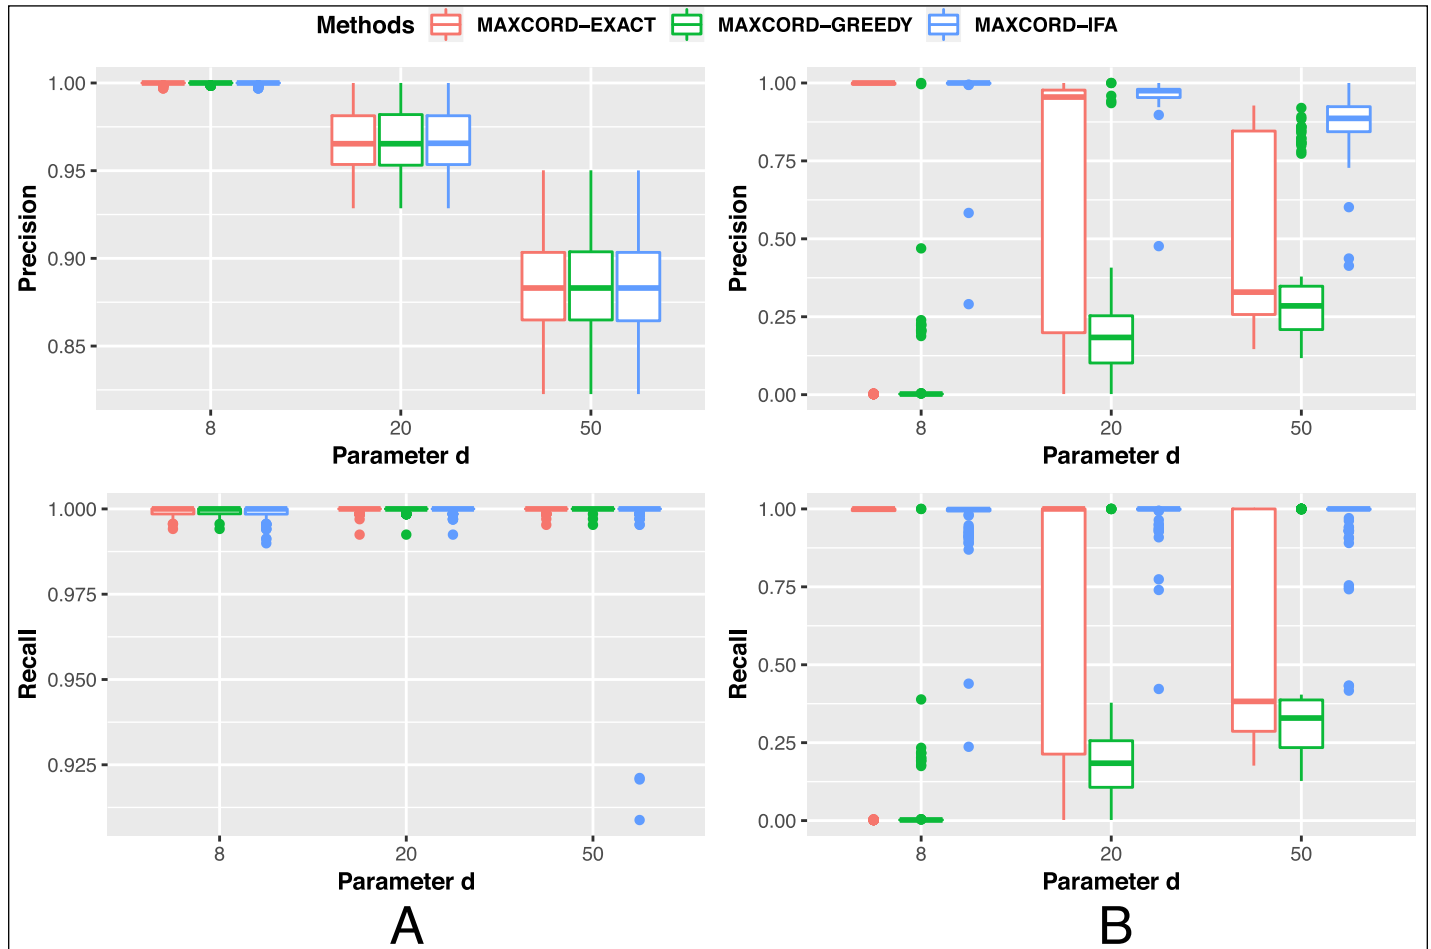 Methods MAXCORD-EXACT MAXCORD-GREEDY MAXCORD-IFA
Precision
1.00
0.95
0.90
0.85
8 20 50
Parameter d
Precision
1.00
0.75
0.50
0.25
0.00
8 20 50
Parameter d
Recall
1.000
0.975
0.950
0.925
8 20 50
Parameter d
Recall
1.00
0.75
0.50
0.25
0.00
8 20 50
Parameter d
A B